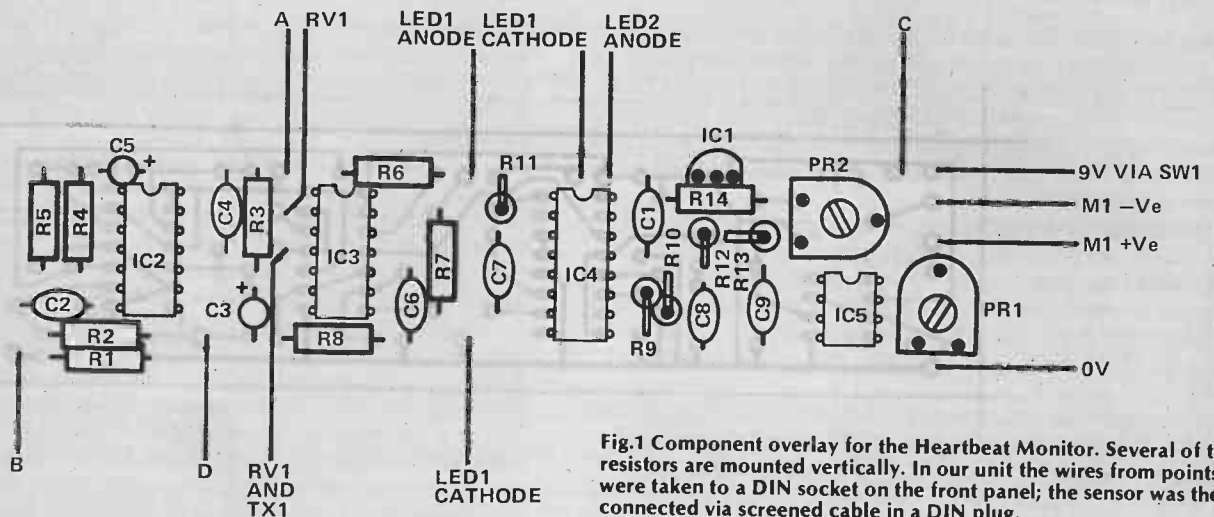 A RV1
LED1
ANODE
LED1
CATHODE
LED2
ANODE
C
C5
+
R5
R4
IC2
C4
R3
IC3
R6
R7
R11
C7
IC4
C1
IC1
R14
R10
R12
R13
PR2
9V VIA SW1
M1 –Ve
M1 +Ve
C2
R2
R1
+
C3
R8
C6
R9
C8
C9
IC5
PR1
0V
B
D
RV1
AND
TX1
LED1
CATHODE
Fig.1 Component overlay for the Heartbeat Monitor. Several of
resistors are mounted vertically. In our unit the wires from points
were taken to a DIN socket on the front panel; the sensor was
connected via screened cable in a DIN plug.